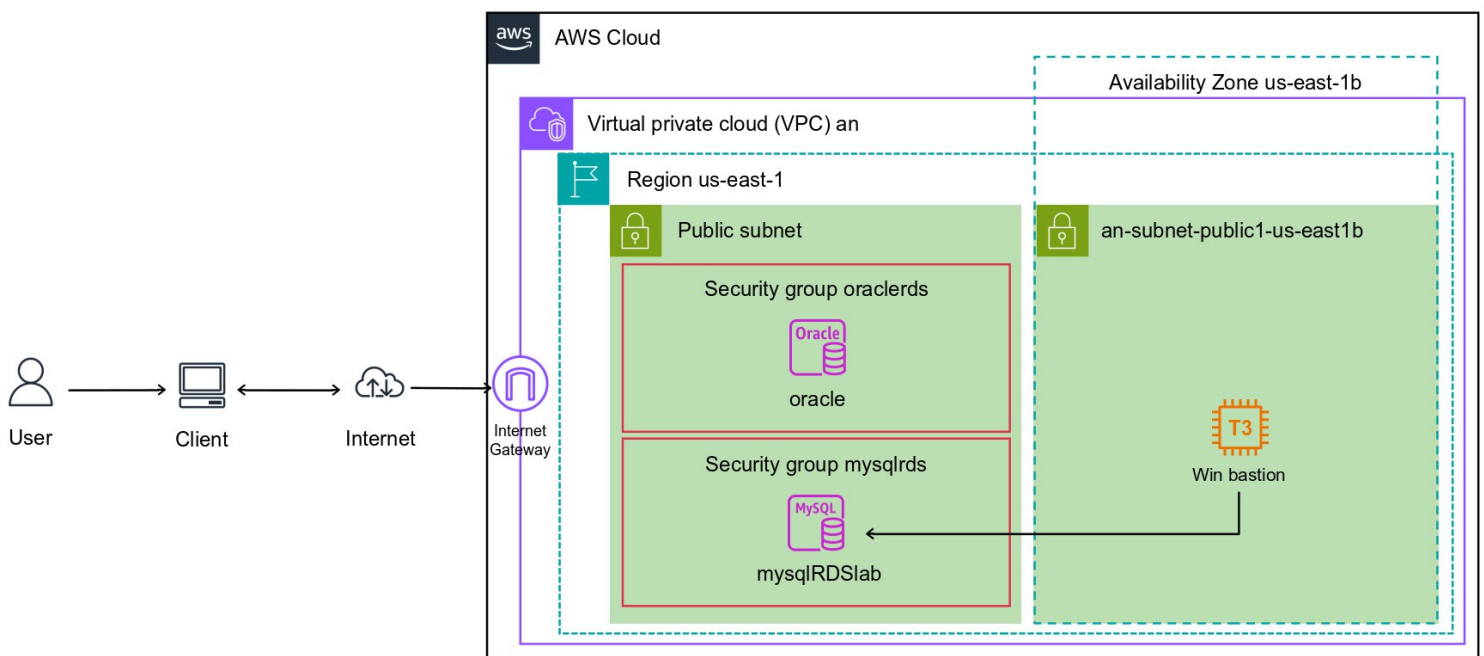 aws
AWS Cloud
Availability Zone us-east-1b
Virtual private cloud (VPC) an
Region us-east-1
Public subnet
an-subnet-public1-us-east1b
Security group oraclerds
Oracle
oracle
User
Client
Internet
Internet
Gateway
Security group mysqlrds
MySQL
mysqlRDSlab
T3
Win bastion